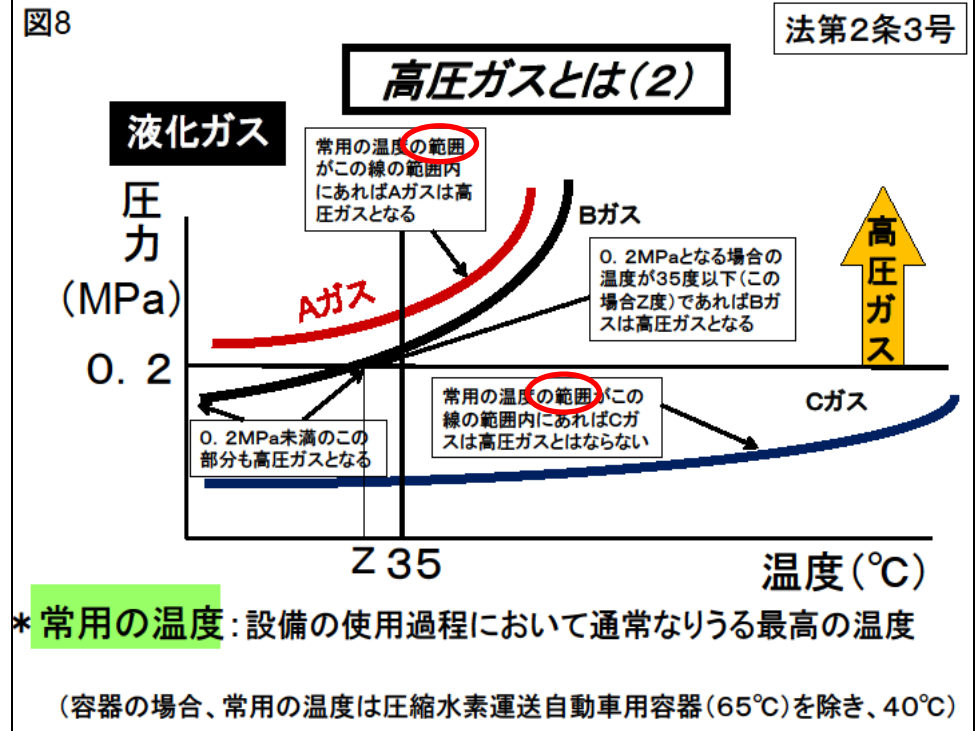 図8
法第2条3号
高圧ガスとは(2)
液化ガス
常用の温度の範囲
がこの線の範囲内
にあればAガスは高
圧ガスとなる
圧
力
(MPa)
Aガス
Bガス
0.2MPaとなる場合の
温度が35度以下(この
場合Z度)であればBガ
スは高圧ガスとなる
高
圧
ガ
ス
0.2
常用の温度の範囲がこの
線の範囲内にあればCガ
スは高圧ガスとはならない
Cガス
0.2MPa未満のこの
部分も高圧ガスとなる
Z 35
温度(℃)
*常用の温度:設備の使用過程において通常なりうる最高の温度
(容器の場合、常用の温度は圧縮水素運送自動車用容器(65℃)を除き、40℃)